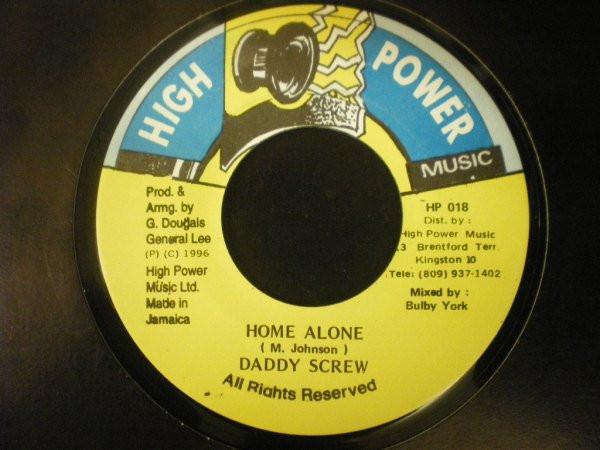 HIGH POWER
MUSIC
Prod. &
Arrng. by
G. Douglas
General Lee
(P) (C) 1996
High Power
Music Ltd.
Made in
Jamaica
HP 018
Dist. by :
High Power Music
13 Brentford Terr.
Kingston 10
Tele: (809) 937-1402
Mixed by :
Bulby York
HOME ALONE
( M. Johnson )
DADDY SCREW
All Rights Reserved